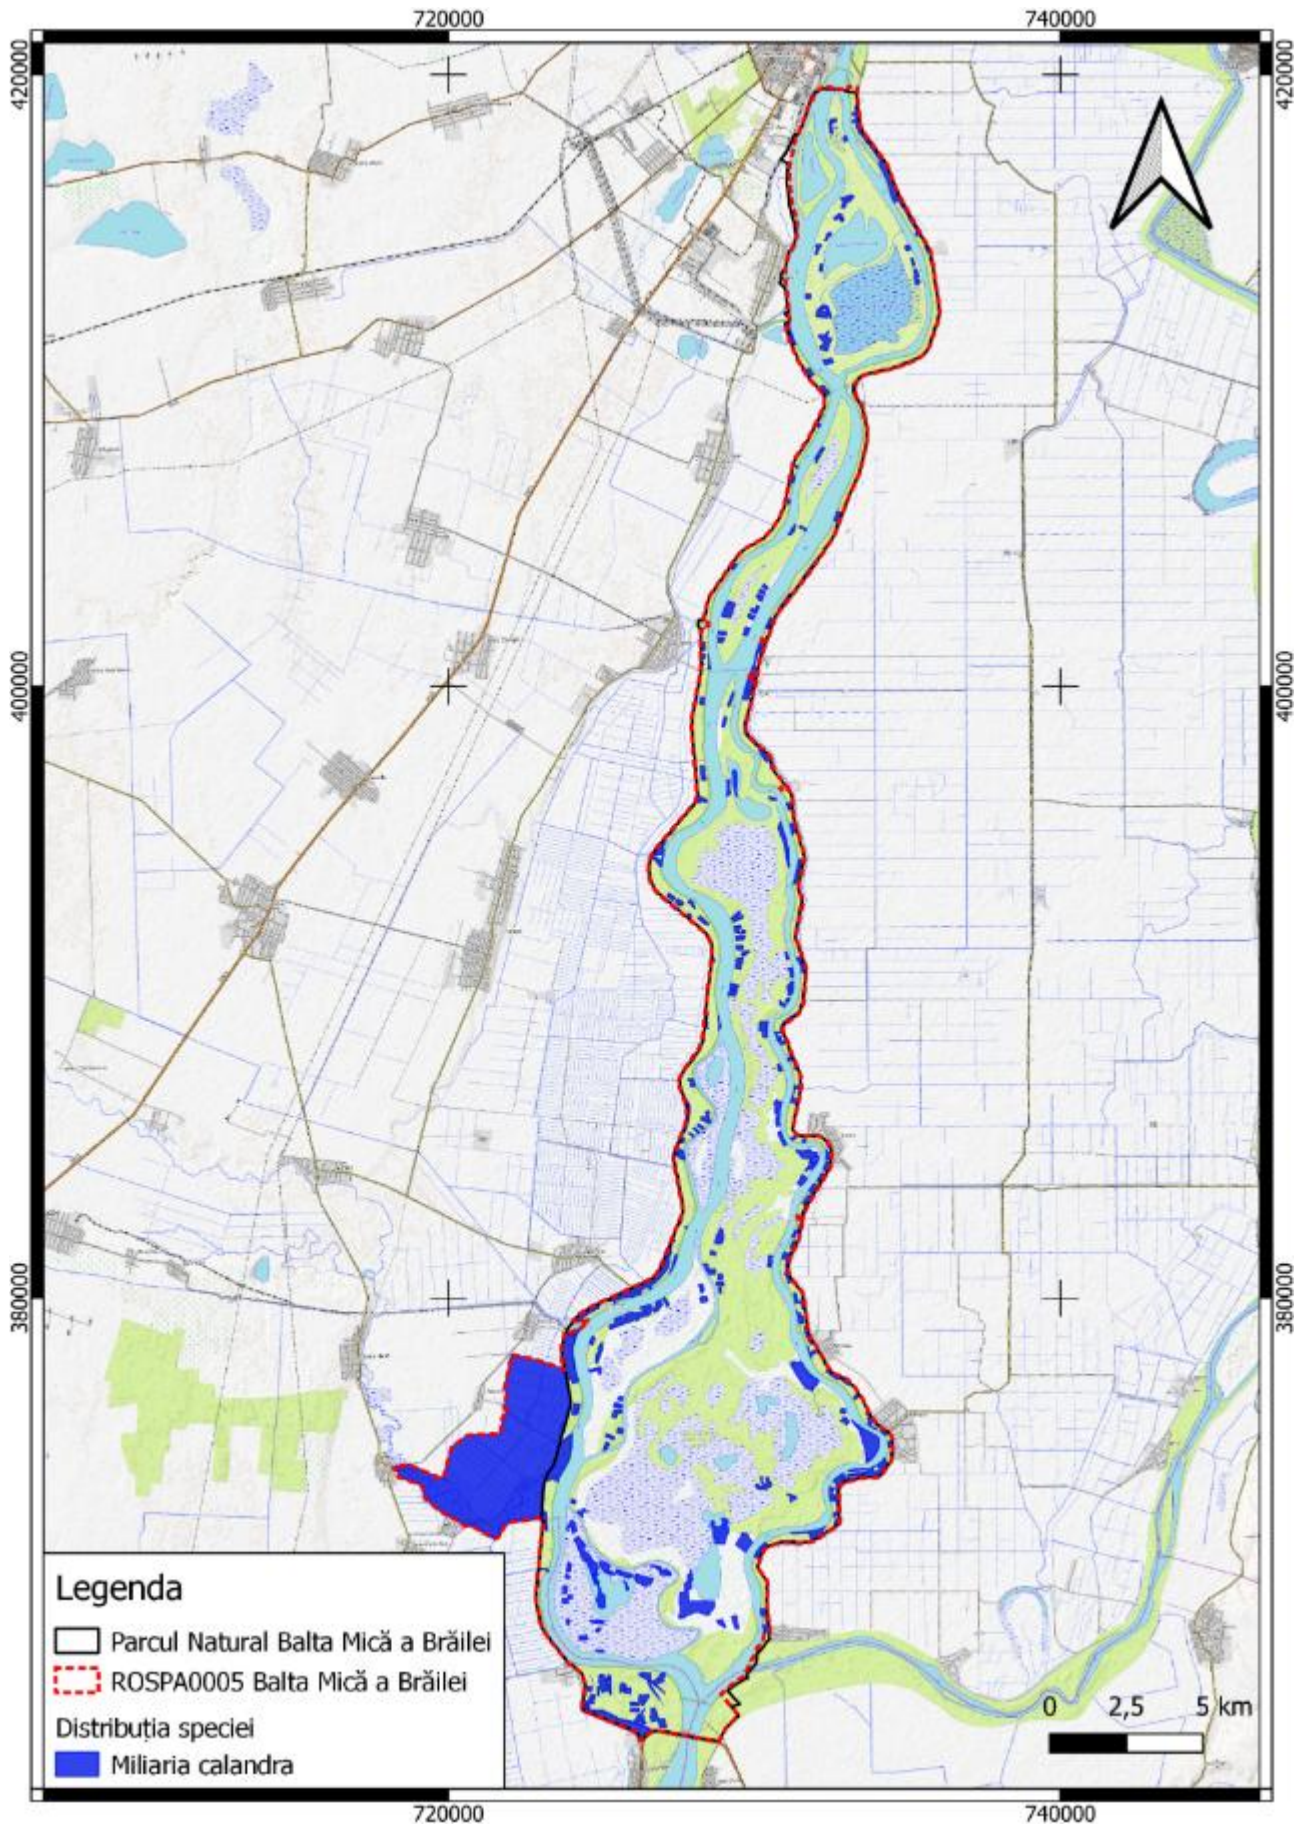 720000 740000
420000 420000
400000 400000
380000 380000
Legenda
Parcul Natural Balta Mică a Brăilei
ROSPA0005 Balta Mică a Brăilei
Distribuția speciei
Miliaria calandra
0 2,5 5 km
720000 740000